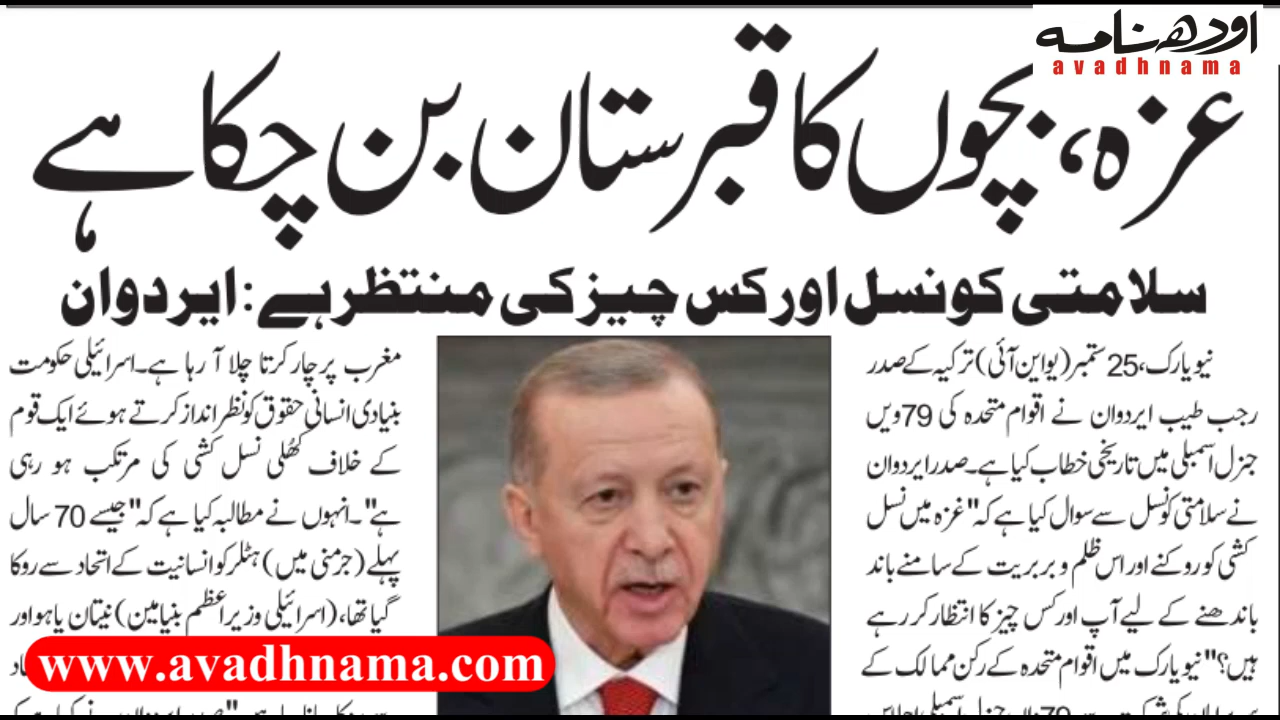 اودھ نامہ
avadhnama
غزہ، بچوں کا قبرستان بن چکا ہے
سلامتی کونسل اور کس چیز کی منتظر ہے: ایردوان
نیویارک، 25 ستمبر (یو این آئی) ترکیہ کے صدر
رجب طیب ایردوان نے اقوام متحدہ کی 79 ویں
جنرل اسمبلی میں تاریخی خطاب کیا ہے۔ صدر ایردوان
نے سلامتی کونسل سے سوال کیا ہے کہ "غزہ میں نسل
کشی کو روکنے اور اس ظلم و بربریت کے سامنے باند
باندھنے کے لیے آپ اور کس چیز کا انتظار کر رہے
ہیں؟" نیویارک میں اقوام متحدہ کے رکن ممالک کے
مغرب پر چار کرتا چلا آ رہا ہے۔ اسرائیلی حکومت
بنیادی انسانی حقوق کو نظر انداز کرتے ہوئے ایک قوم
کے خلاف کھلی نسل کشی کی مرتکب ہو رہی
ہے"۔ انہوں نے مطالبہ کیا ہے کہ "جیسے 70 سال
پہلے (جرمنی میں) ہٹلر کو انسانیت کے اتحاد سے روکا
گیا تھا، (اسرائیلی وزیر اعظم بنیامین) نیتان یاہو اور
www.avadhnama.com